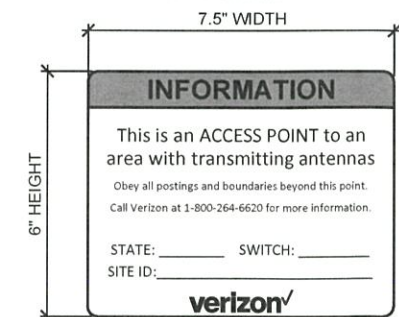 7.5" WIDTH
6" HEIGHT
INFORMATION
This is an ACCESS POINT to an
area with transmitting antennas
Obey all postings and boundaries beyond this point.
Call Verizon at 1-800-264-6620 for more information.
STATE: ________ SWITCH: __________
SITE ID:______________________________
verizon✓